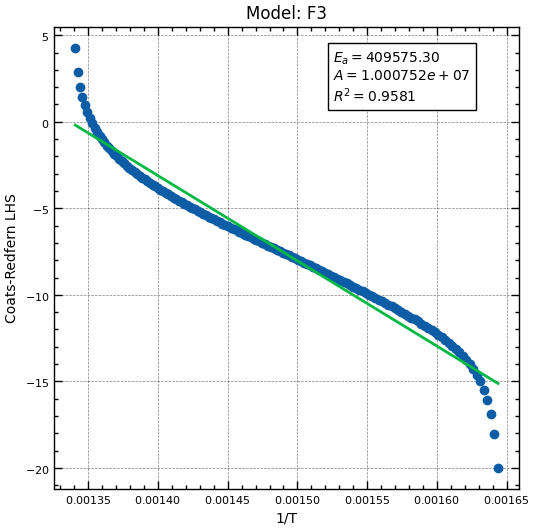 Model: F3
E_a = 409575.30
A = 1.000752e + 07
R² = 0.9581
5
0
−5
−10
−15
−20
Coats-Redfern LHS
0.00135 0.00140 0.00145 0.00150 0.00155 0.00160 0.00165
1/T